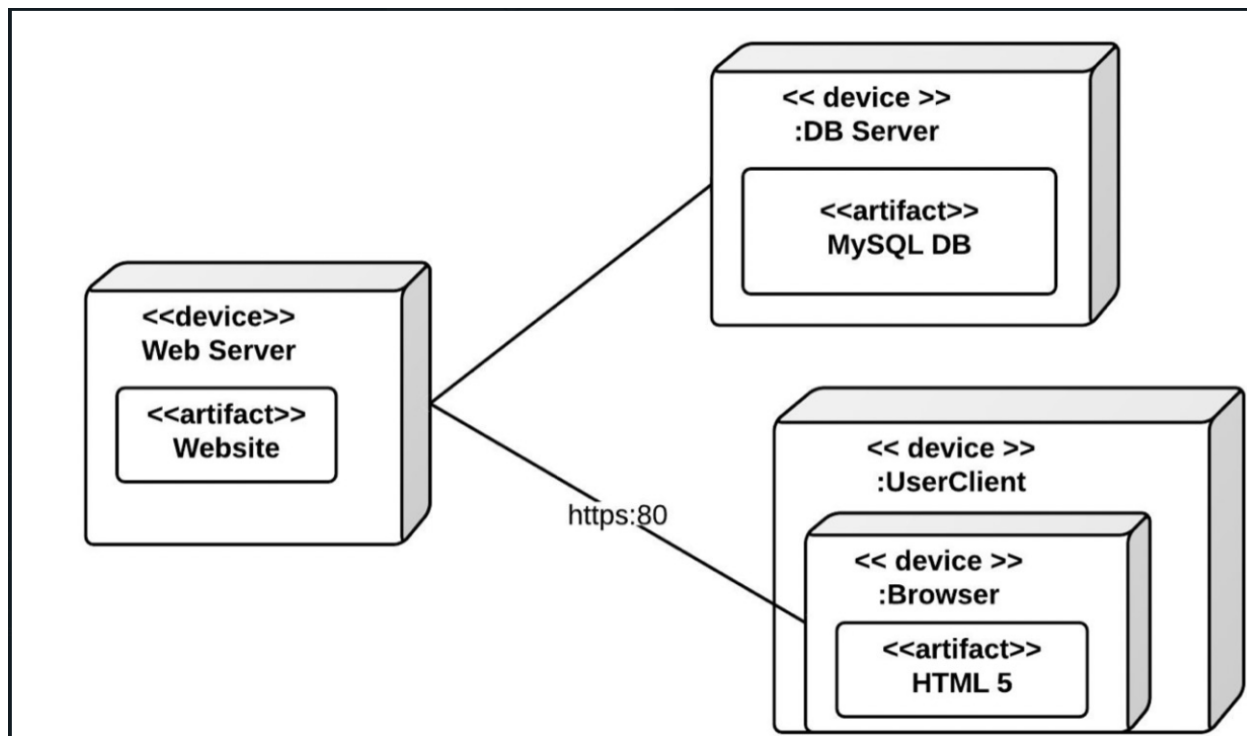 << device >>
:DB Server
<<artifact>>
MySQL DB
<<device>>
Web Server
<<artifact>>
Website
https:80
<< device >>
:UserClient
<< device >>
:Browser
<<artifact>>
HTML 5